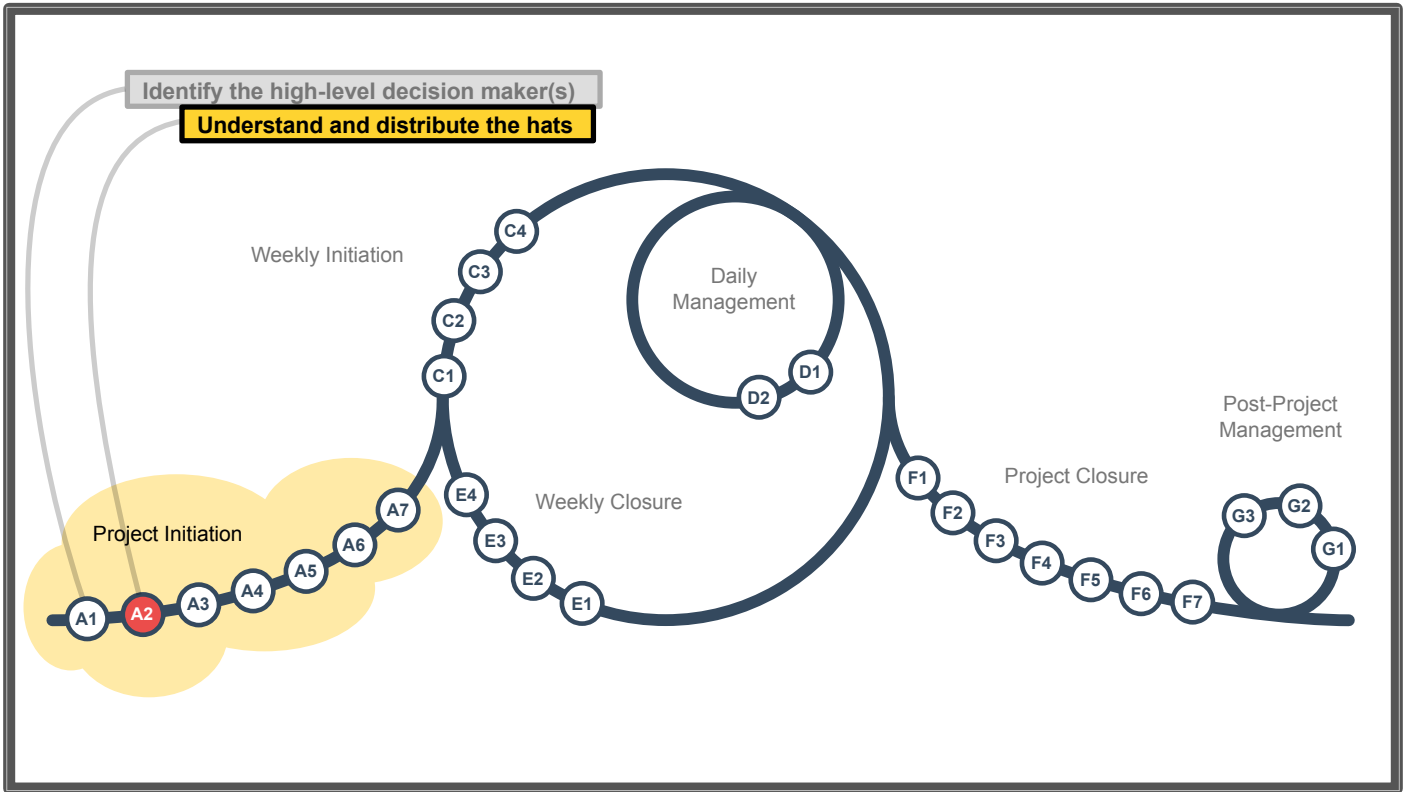 Identify the high-level decision maker(s)
Understand and distribute the hats
Weekly Initiation
C4
C3
C2
C1
Daily
Management
D1
D2
Post-Project
Management
Project Closure
Weekly Closure
Project Initiation
A1
A2
A3
A4
A5
A6
A7
E4
E3
E2
E1
F1
F2
F3
F4
F5
F6
F7
G3
G2
G1